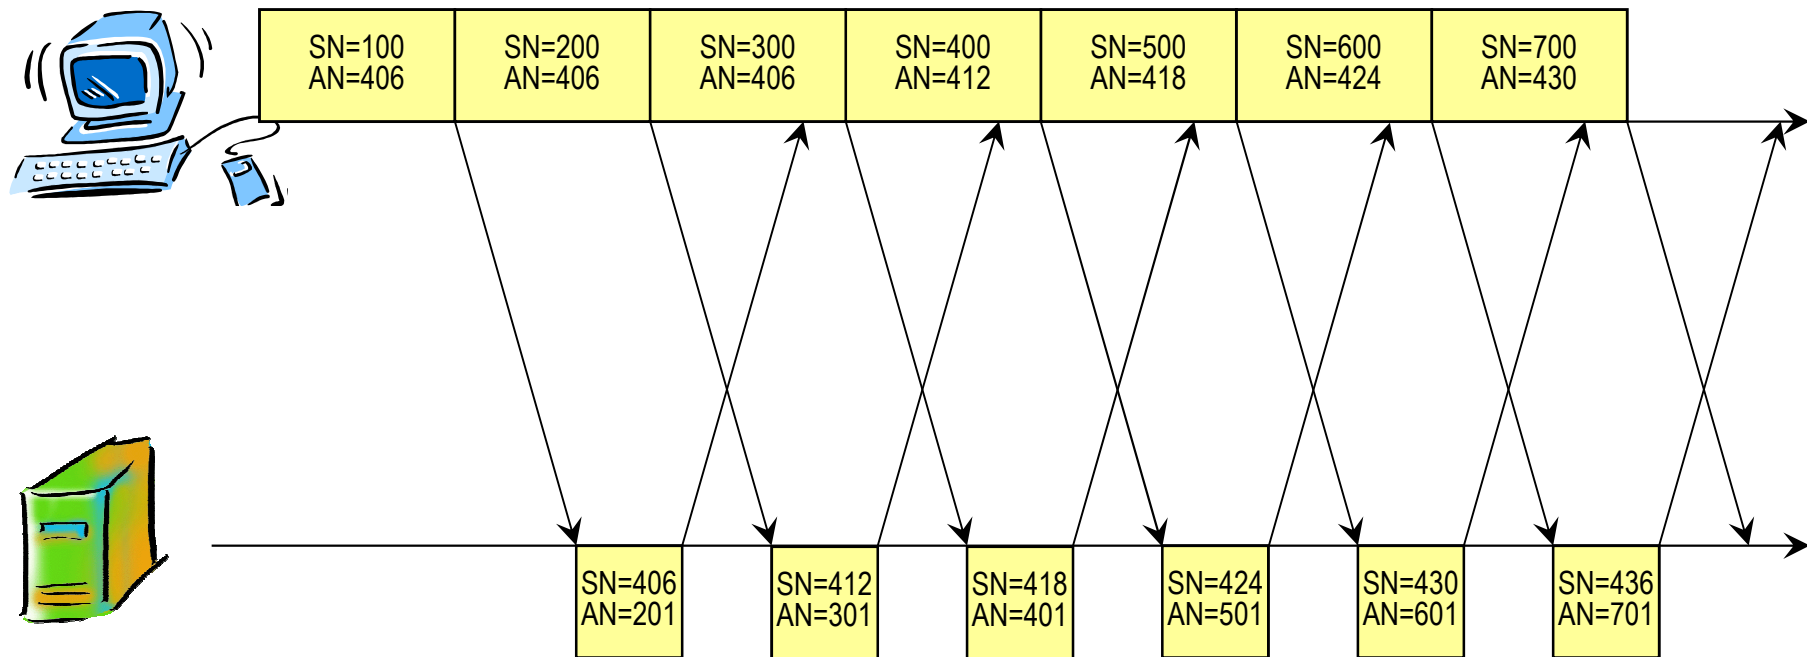 SN=100
AN=406
SN=200
AN=406
SN=300
AN=406
SN=400
AN=412
SN=500
AN=418
SN=600
AN=424
SN=700
AN=430
SN=406
AN=201
SN=412
AN=301
SN=418
AN=401
SN=424
AN=501
SN=430
AN=601
SN=436
AN=701